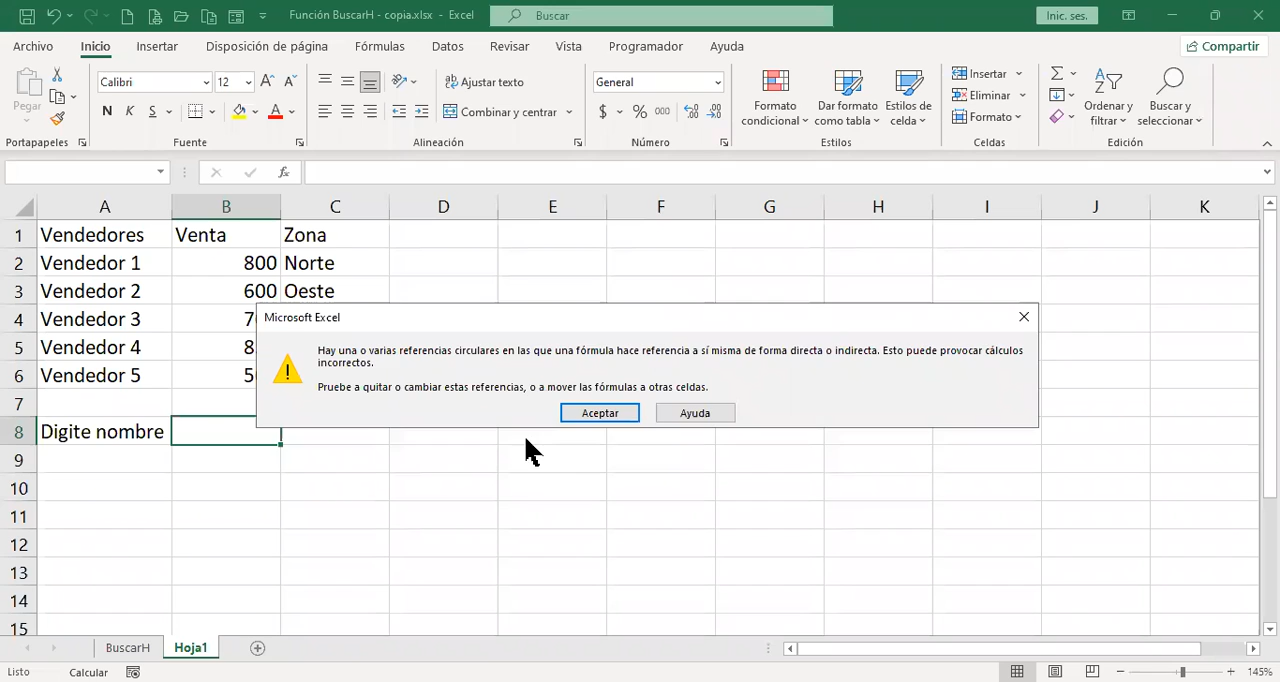 Función BuscarH - copia.xlsx - Excel
Buscar
Inic. ses.
Archivo Inicio Insertar Disposición de página Fórmulas Datos Revisar Vista Programador Ayuda
Compartir
Pegar
Calibri 12
N K S
Ajustar texto
Combinar y centrar
General
$ % 000
Formato condicional
Dar formato como tabla
Estilos de celda
Insertar
Eliminar
Formato
Ordenar y filtrar
Buscar y seleccionar
Portapapeles Fuente Alineación Número Estilos Celdas Edición
fx
A B C D E F G H I J K
1 Vendedores Venta Zona
2 Vendedor 1 800 Norte
3 Vendedor 2 600 Oeste
4 Vendedor 3
5 Vendedor 4
6 Vendedor 5
7
8 Digite nombre
9
10
11
12
13
14
15
Microsoft Excel
Hay una o varias referencias circulares en las que una fórmula hace referencia a sí misma de forma directa o indirecta. Esto puede provocar cálculos
incorrectos.
Pruebe a quitar o cambiar estas referencias, o a mover las fórmulas a otras celdas.
Aceptar Ayuda
BuscarH Hoja1
Listo Calcular 145%